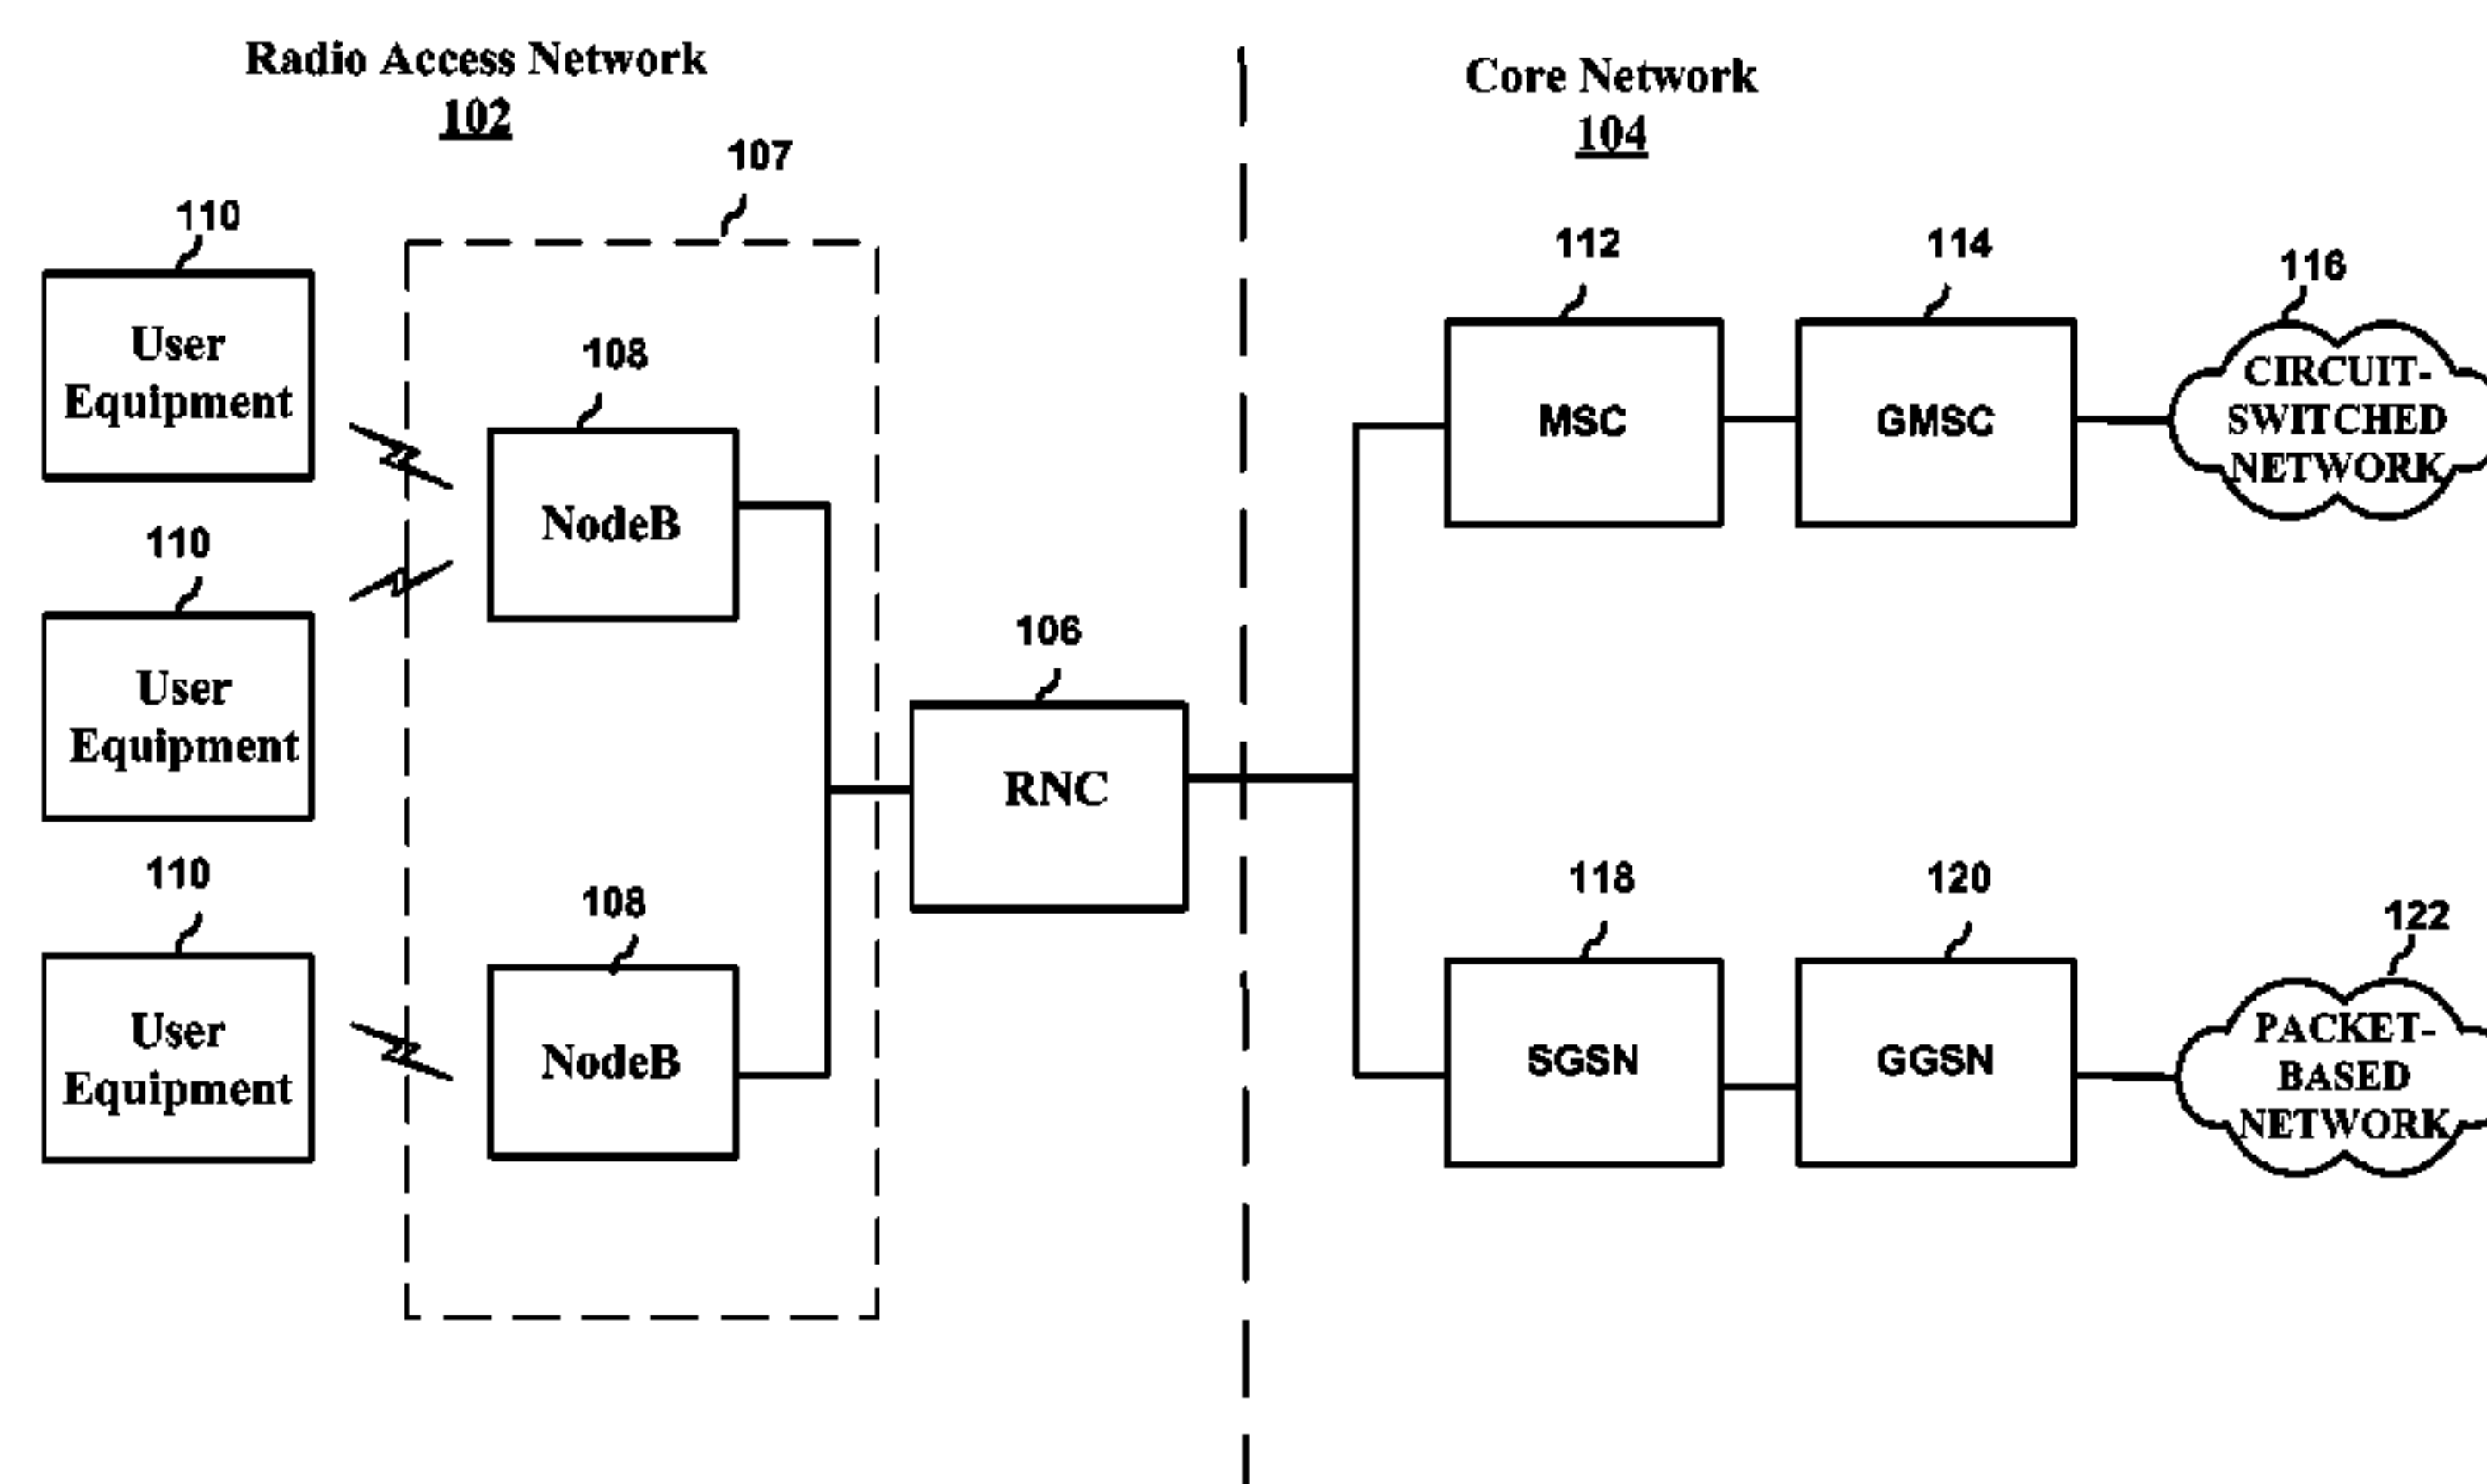 Radio Access Network
102
Core Network
104
107
110
User
Equipment
108
NodeB
110
User
Equipment
106
RNC
110
User
Equipment
108
NodeB
112
MSC
114
GMSC
116
CIRCUIT-
SWITCHED
NETWORK
118
SGSN
120
GGSN
122
PACKET-
BASED
NETWORK